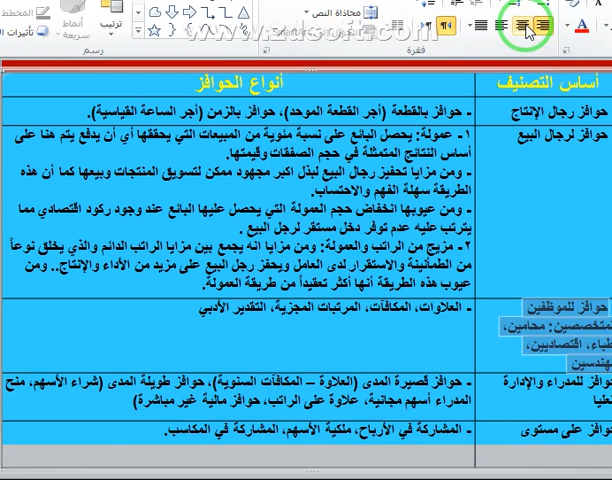 محاذاة النص
المخطط
أنماط
ترتيب
تأثيرات
www.zdsoft.com
فقرة
رسم
أساس التصنيف
أنواع الحوافز
حوافز رجال الإنتاج
- حوافز بالقطعة (أجر القطعة الموحد)، حوافز بالزمن (أجر الساعة القياسية).
حوافز لرجال البيع
١- عمولة: يحصل البائع على نسبة مئوية من المبيعات التي يحققها أي أن يدفع يتم هنا على
أساس النتائج المتمثلة في حجم الصفقات وقيمتها.
- ومن مزايا تحفيز رجال البيع لبذل اكبر مجهود ممكن لتسويق المنتجات وبيعها كما أن هذه
الطريقة سهلة الفهم والاحتساب.
- ومن عيوبها انخفاض حجم العمولة التي يحصل عليها البائع عند وجود ركود اقتصادي مما
يترتب عليه عدم توفر دخل مستقر لرجل البيع .
٢- مزيج من الراتب والعمولة: ومن مزايا انه يجمع بين مزايا الراتب الدائم والذي يخلق نوعاً
من الطمأنينة والاستقرار لدى العامل ويحفز رجل البيع على مزيد من الأداء والإنتاج.. ومن
عيوب هذه الطريقة أنها أكثر تعقيداً من طريقة العمولة.
حوافز للموظفين
المتخصصين: محامين،
أطباء، اقتصاديين،
مهندسين
- العلاوات، المكافآت، المرتبات المجزية، التقدير الأدبي
حوافز للمدراء والإدارة
العليا
- حوافز قصيرة المدى (العلاوة – المكافآت السنوية)، حوافز طويلة المدى (شراء الأسهم، منح
المدراء أسهم مجانية، علاوة على الراتب، حوافز مالية غير مباشرة)
حوافز على مستوى
- المشاركة في الأرباح، ملكية الأسهم، المشاركة في المكاسب.